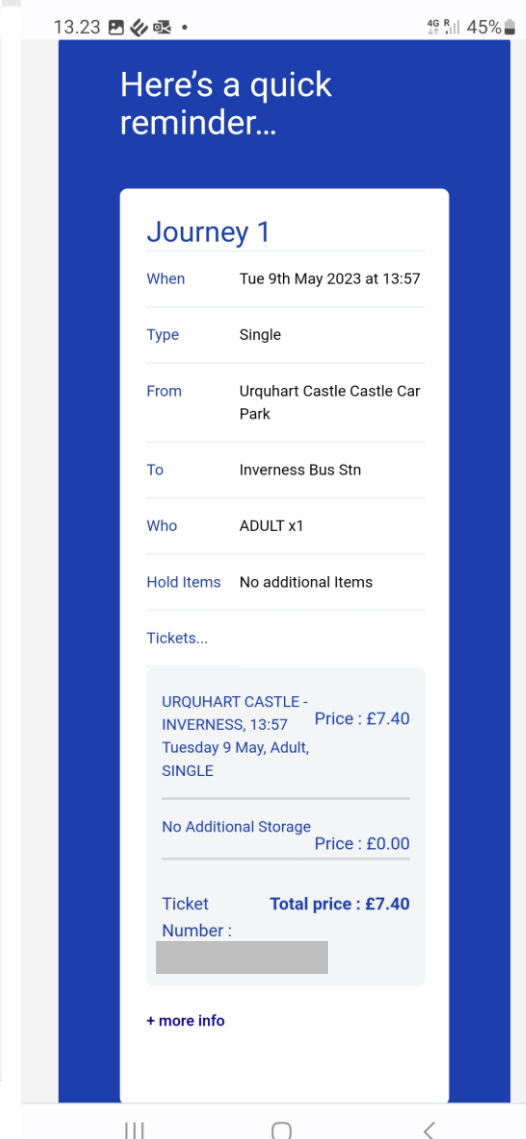 13.23
4G R 45%
Here's a quick
reminder...
Journey 1
When Tue 9th May 2023 at 13:57
Type Single
From Urquhart Castle Castle Car
Park
To Inverness Bus Stn
Who ADULT x1
Hold Items No additional Items
Tickets...
URQUHART CASTLE -
INVERNESS, 13:57 Price : £7.40
Tuesday 9 May, Adult,
SINGLE
No Additional Storage
Price : £0.00
Ticket Total price : £7.40
Number :
+ more info